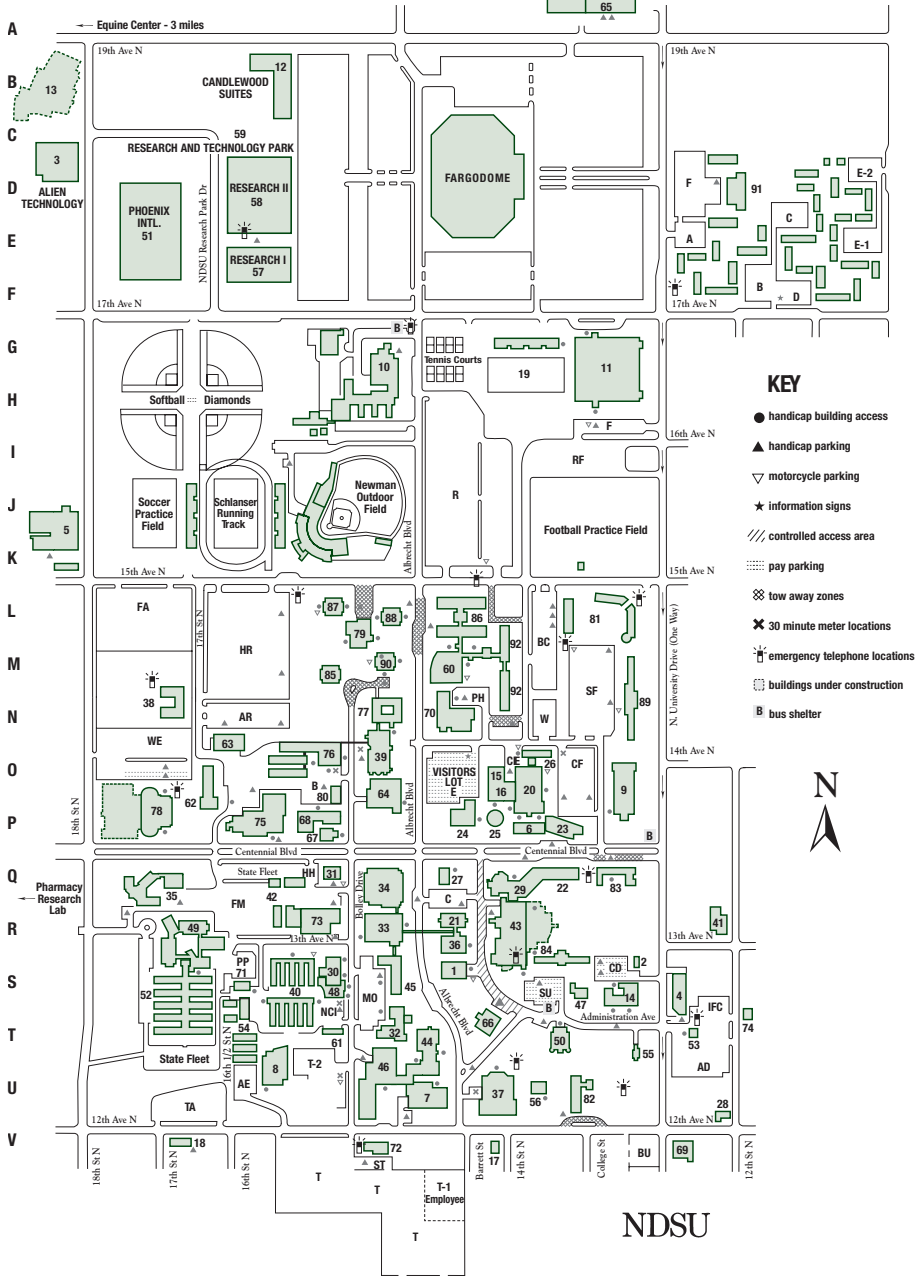 A
Equine Center - 3 miles
65
19th Ave N
19th Ave N
B
13
12
CANDLEWOOD
SUITES
C
59
RESEARCH AND TECHNOLOGY PARK
3
ALIEN
TECHNOLOGY
D
PHOENIX
INTL.
51
NDSU Research Park Dr
RESEARCH II
58
FARGODOME
F
91
C
E-2
E
RESEARCH I
57
A
E-1
F
B
D
17th Ave N
17th Ave N
B
G
10
Tennis Courts
19
11
KEY
H
Softball
Diamonds
F
16th Ave N
handicap building access
I
RF
handicap parking
motorcycle parking
J
5
Soccer
Practice
Field
Schlanser
Running
Track
Newman
Outdoor
Field
R
Football Practice Field
information signs
controlled access area
K
Albrecht Blvd
15th Ave N
15th Ave N
pay parking
tow away zones
30 minute meter locations
emergency telephone locations
buildings under construction
B bus shelter
L
FA
17th St N
87
88
86
81
79
92
BC
N. University Drive (One Way)
M
HR
90
60
85
SF
89
38
92
N
AR
77
70
PH
W
WE
63
76
39
14th Ave N
O
VISITORS
LOT
E
CIE
26
CF
15
16
20
9
62
B
80
64
N
P
18th St N
78
75
68
67
Albrecht Blvd
24
25
6
23
B
Centennial Blvd
Centennial Blvd
Q
Pharmacy
Research
Lab
State Fleet
HH
31
Bolley Drive
34
27
29
22
83
35
42
C
FM
R
49
73
33
21
36
43
41
13th Ave N
13th Ave N
84
PP
71
30
1
CD
2
S
52
40
48
MO
45
SU
47
14
4
IFC
NCI
B
Administration Ave
54
66
74
T
61
32
Albrecht Blvd
50
53
State Fleet
16th 1/2 St N
44
55
8
T-2
46
AD
U
AE
7
37
56
82
TA
28
12th Ave N
12th Ave N
V
18
72
17
69
BU
18th St N
17th St N
16th St N
ST
Barrett St
14th St N
College St
12 th St N
T
T
T-1
Employee
T
NDSU